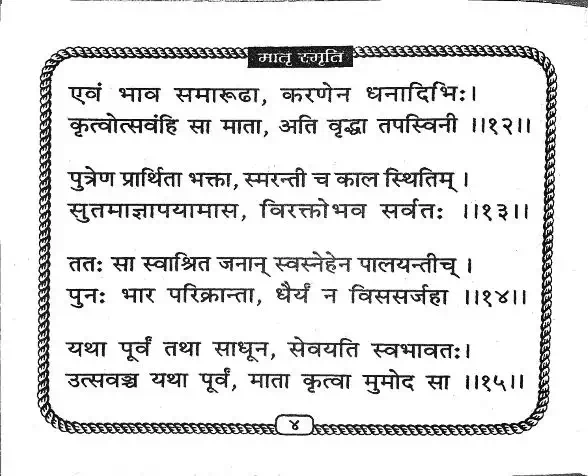 मातृ स्मृति
एवं भाव समारूढा, करणेन धनादिभिः।
कृत्वोत्सवंहि सा माता, अति वृद्धा तपस्विनी ।।१२।।
पुत्रेण प्रार्थिता भक्ता, स्मरन्ती च काल स्थितिम् ।
सुतमाज्ञापयामास, विरक्तोभव सर्वतः ।।१३।।
ततः सा स्वाश्रित जनान् स्वस्नेहेन पालयन्तीच् ।
पुनः भार परिक्रान्ता, धैर्यं न विससर्जहा ।।१४।।
यथा पूर्वं तथा साधून, सेवयति स्वभावतः।
उत्सवञ्च यथा पूर्वं, माता कृत्वा मुमोद सा ।।१५।।
४